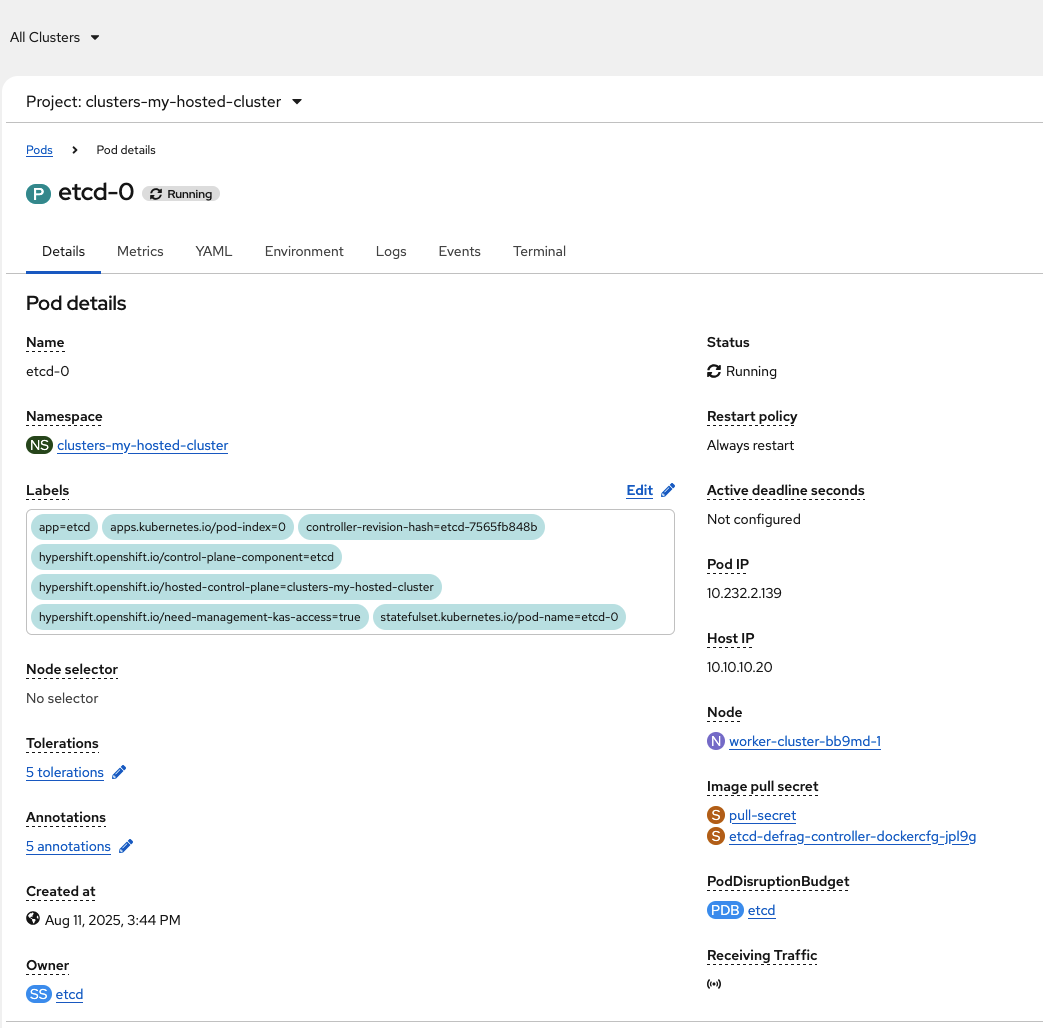 All Clusters
Project: clusters-my-hosted-cluster
Pods > Pod details
P etcd-0 Running
Details Metrics YAML Environment Logs Events Terminal
Pod details
Name
etcd-0
Namespace
NS clusters-my-hosted-cluster
Labels Edit
app=etcd apps.kubernetes.io/pod-index=0 controller-revision-hash=etcd-7565fb848b
hypershift.openshift.io/control-plane-component=etcd
hypershift.openshift.io/hosted-control-plane=clusters-my-hosted-cluster
hypershift.openshift.io/need-management-kas-access=true statefulset.kubernetes.io/pod-name=etcd-0
Node selector
No selector
Tolerations
5 tolerations
Annotations
5 annotations
Created at
Aug 11, 2025, 3:44 PM
Owner
SS etcd
Status
Running
Restart policy
Always restart
Active deadline seconds
Not configured
Pod IP
10.232.2.139
Host IP
10.10.10.20
Node
N worker-cluster-bb9md-1
Image pull secret
S pull-secret
S etcd-defrag-controller-dockercfg-jpl9g
PodDisruptionBudget
PDB etcd
Receiving Traffic